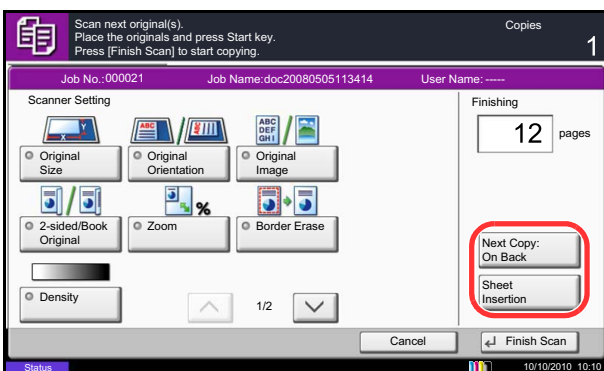 Scan next original(s).
Place the originals and press Start key.
Press [Finish Scan] to start copying.
Copies
1
Job No.:000021
Job Name:doc20080505113414
User Name: -----
Scanner Setting
Finishing
12 pages
ABC
ABC
DEF
GHI
Original
Size
Original
Orientation
Original
Image
%
2-sided/Book
Original
Zoom
Border Erase
Next Copy:
On Back
Sheet
Insertion
Density
1/2
Cancel
Finish Scan
Status
10/10/2010 10:10